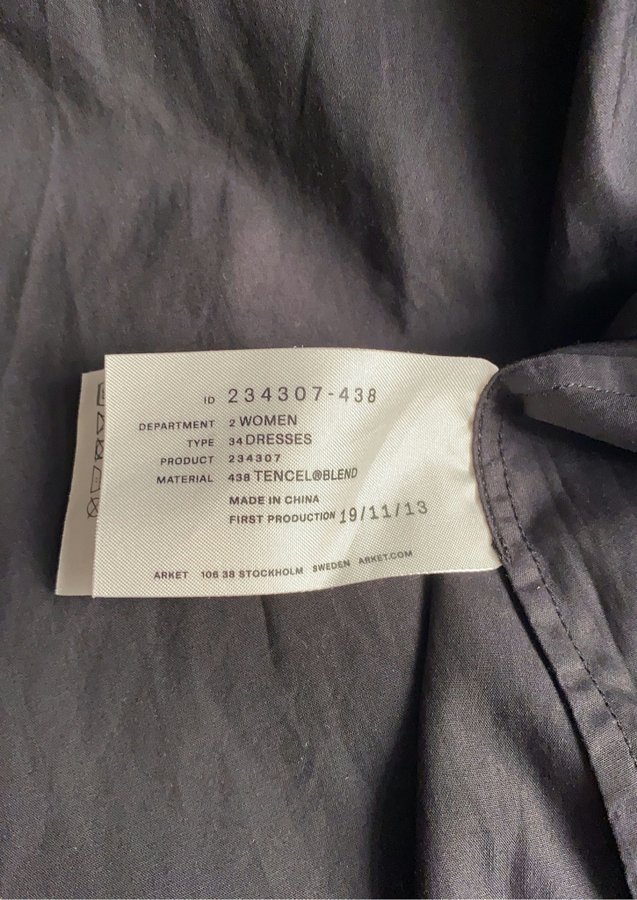 ID 234307-438
DEPARTMENT 2 WOMEN
TYPE 34 DRESSES
PRODUCT 234307
MATERIAL 438 TENCEL®BLEND
MADE IN CHINA
FIRST PRODUCTION 19/11/13
ARKET 106 38 STOCKHOLM SWEDEN ARKET.COM